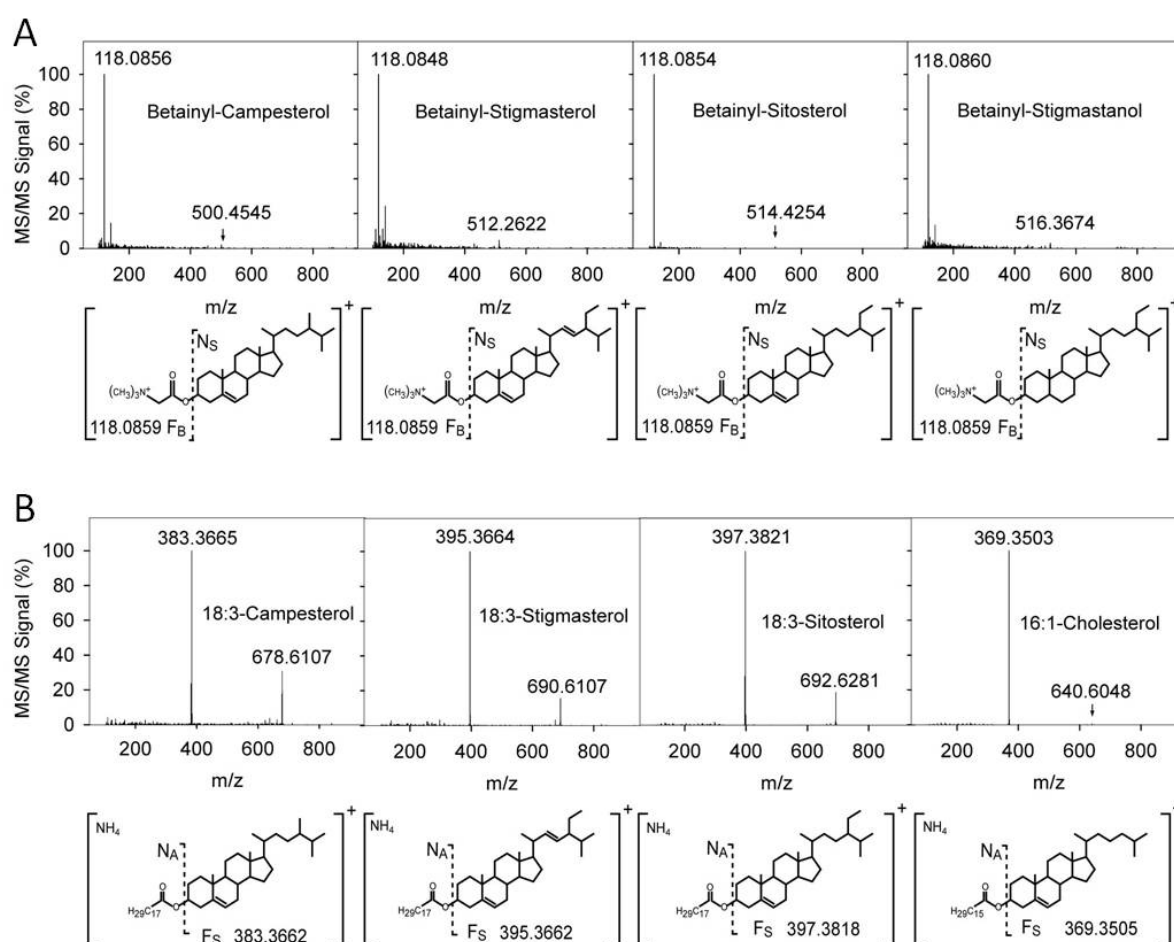 A
118.0856 118.0848 118.0854 118.0860
Betainyl-Campesterol Betainyl-Stigmasterol Betainyl-Sitosterol Betainyl-Stigmastanol
500.4545 512.2622 514.4254 516.3674
MS/MS Signal (%)
100
80
60
40
20
0
200 400 600 800 200 400 600 800 200 400 600 800 200 400 600 800
m/z m/z m/z m/z
+ + + +
NS NS NS NS
(CH3)3N+ O O (CH3)3N+ O O (CH3)3N+ O O (CH3)3N+ O O
118.0859 FB 118.0859 FB 118.0859 FB 118.0859 FB
B
383.3665 395.3664 397.3821 369.3503
18:3-Campesterol 18:3-Stigmasterol 18:3-Sitosterol 16:1-Cholesterol
678.6107 690.6107 692.6281 640.6048
MS/MS Signal (%)
100
80
60
40
20
0
200 400 600 800 200 400 600 800 200 400 600 800 200 400 600 800
m/z m/z m/z m/z
+ + + +
NH4 NH4 NH4 NH4
NA NA NA NA
H29C17 O O H29C17 O O H29C17 O O H29C15 O O
FS 383.3662 FS 395.3662 FS 397.3818 FS 369.3505